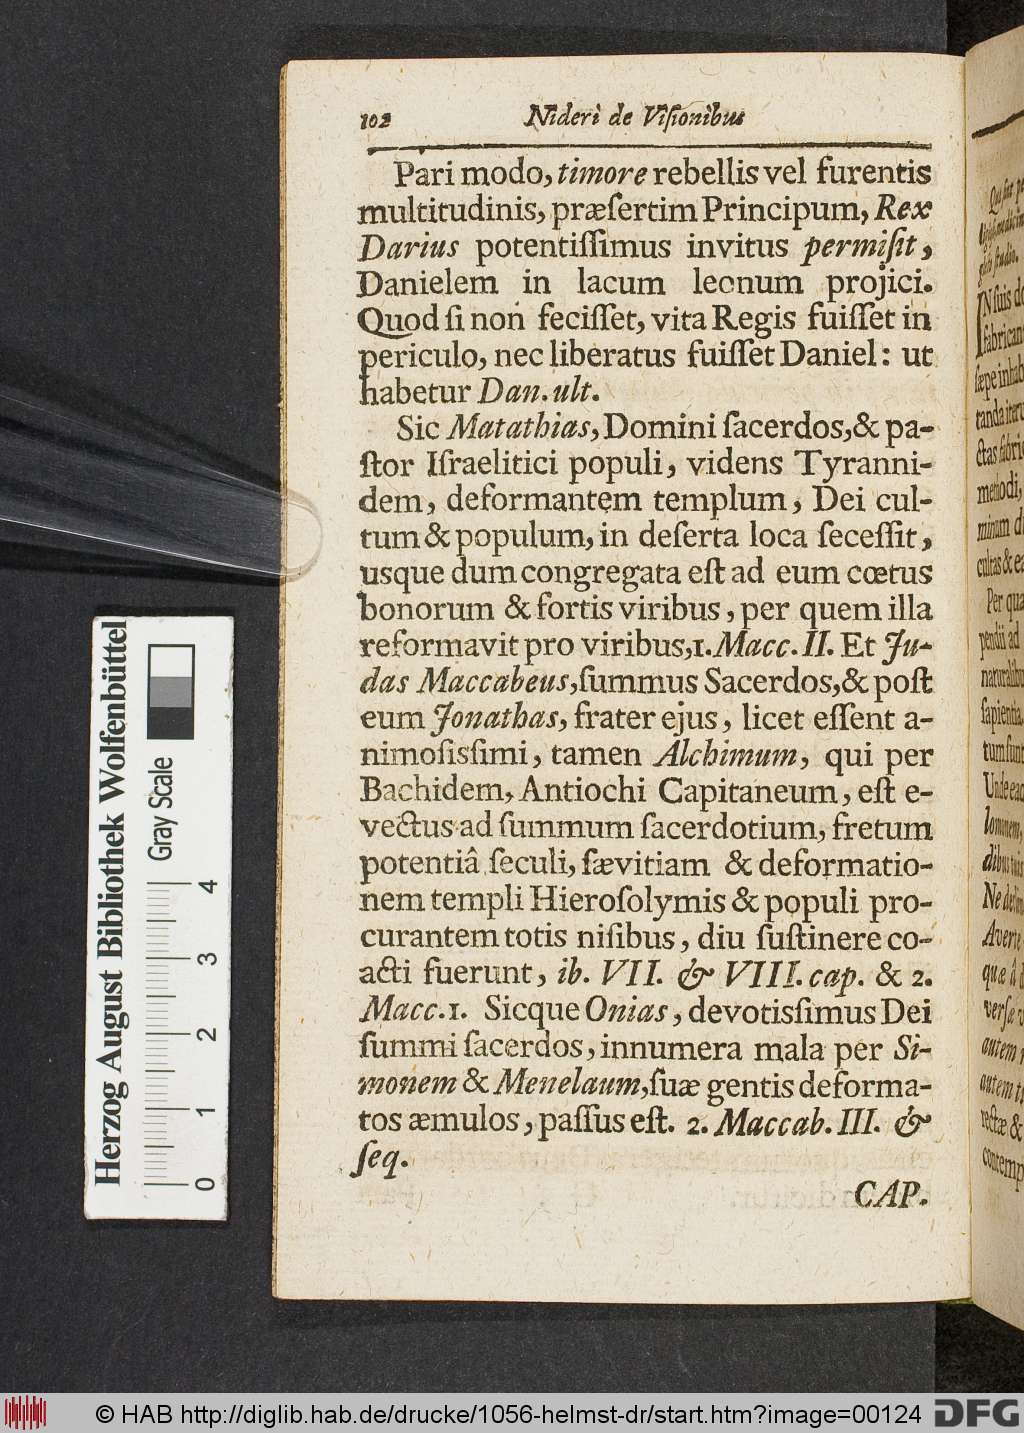 102 Nideri de Viſionibus
Pari modo, timore rebellis vel furentis
multitudinis, præſertim Principum, Rex
Darius potentiſſimus invitus permiſit,
Danielem in lacum leonum projici.
Quod ſi non feciſſet, vita Regis fuiſſet in
periculo, nec liberatus fuiſſet Daniel: ut
habetur Dan. ult.
Sic Matathias, Domini ſacerdos, & pa-
ſtor Iſraelitici populi, videns Tyranni-
dem, deformantem templum, Dei cul-
tum & populum, in deſerta loca ſeceſſit,
usque dum congregata eſt ad eum cœtus
bonorum & fortis viribus, per quem illa
reformavit pro viribus, 1. Macc. II. Et Ju-
das Maccabeus, ſummus Sacerdos, & poſt
eum Jonathas, frater ejus, licet eſſent a-
nimoſisſimi, tamen Alchimum, qui per
Bachidem, Antiochi Capitaneum, eſt e-
vectus ad ſummum ſacerdotium, fretum
potentiâ ſeculi, ſævitiam & deformatio-
nem templi Hieroſolymis & populi pro-
curantem totis niſibus, diu ſuſtinere co-
acti fuerunt, ib. VII. & VIII. cap. & 2.
Macc. 1. Sicque Onias, devotisſimus Dei
ſummi ſacerdos, innumera mala per Si-
monem & Menelaum, ſuæ gentis deforma-
tos æmulos, paſſus eſt. 2. Maccab. III. &
ſeq.
CAP.
Herzog August Bibliothek Wolfenbüttel
Gray Scale
0 1 2 3 4
© HAB http://diglib.hab.de/drucke/1056-helmst-dr/start.htm?image=00124
DFG